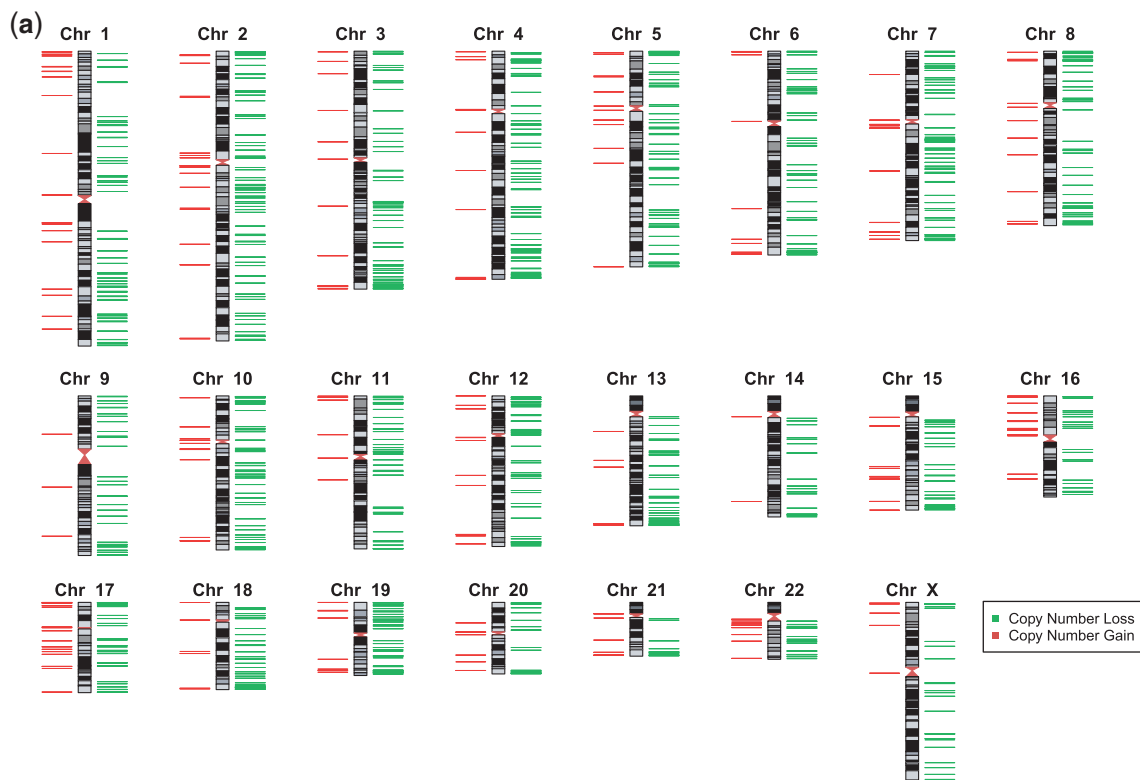 (a)
Chr 1 Chr 2 Chr 3 Chr 4 Chr 5 Chr 6 Chr 7 Chr 8
Chr 9 Chr 10 Chr 11 Chr 12 Chr 13 Chr 14 Chr 15 Chr 16
Chr 17 Chr 18 Chr 19 Chr 20 Chr 21 Chr 22 Chr X
Copy Number Loss
Copy Number Gain